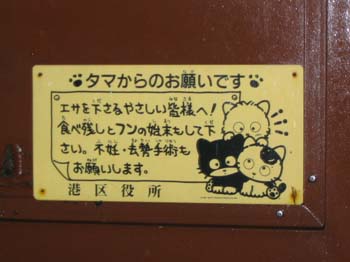 タマからのお願いです
エサを下さるやさしい皆様へ!
食べ残しとフンの始末もして下
さい。不妊・去勢手術も
お願いします。
港区役所